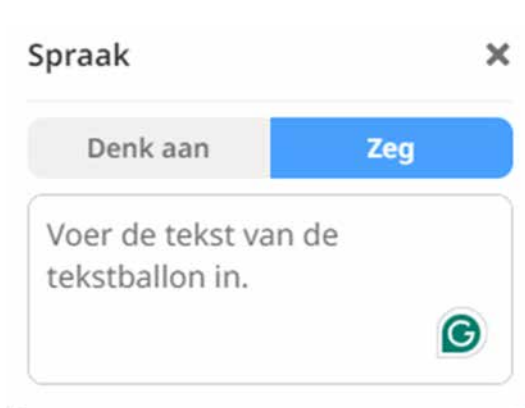 Spraak
Denk aan
Zeg
Voer de tekst van de
tekstballon in.